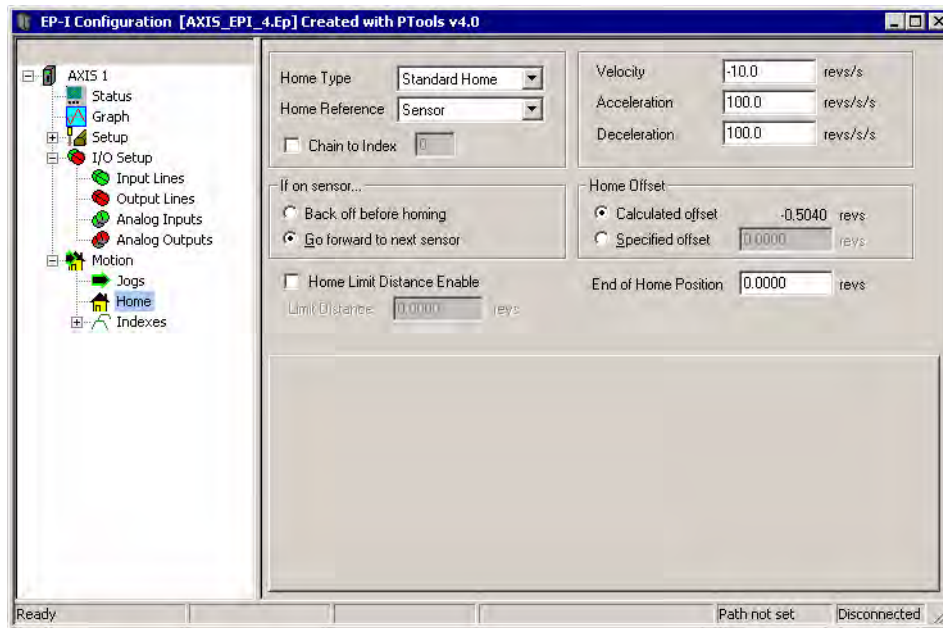 EP-I Configuration [AXIS_EPI_4.Ep] Created with PTools v4.0
AXIS 1
Status
Graph
Setup
I/O Setup
Input Lines
Output Lines
Analog Inputs
Analog Outputs
Motion
Jogs
Home
Indexes
Home Type Standard Home
Home Reference Sensor
Chain to Index 0
Velocity -10.0 revs/s
Acceleration 100.0 revs/s/s
Deceleration 100.0 revs/s/s
If on sensor...
Back off before homing
Go forward to next sensor
Home Offset
Calculated offset -0.5040 revs
Specified offset 0.0000 revs
Home Limit Distance Enable
Limit Distance 0.0000 revs
End of Home Position 0.0000 revs
Ready Path not set Disconnected